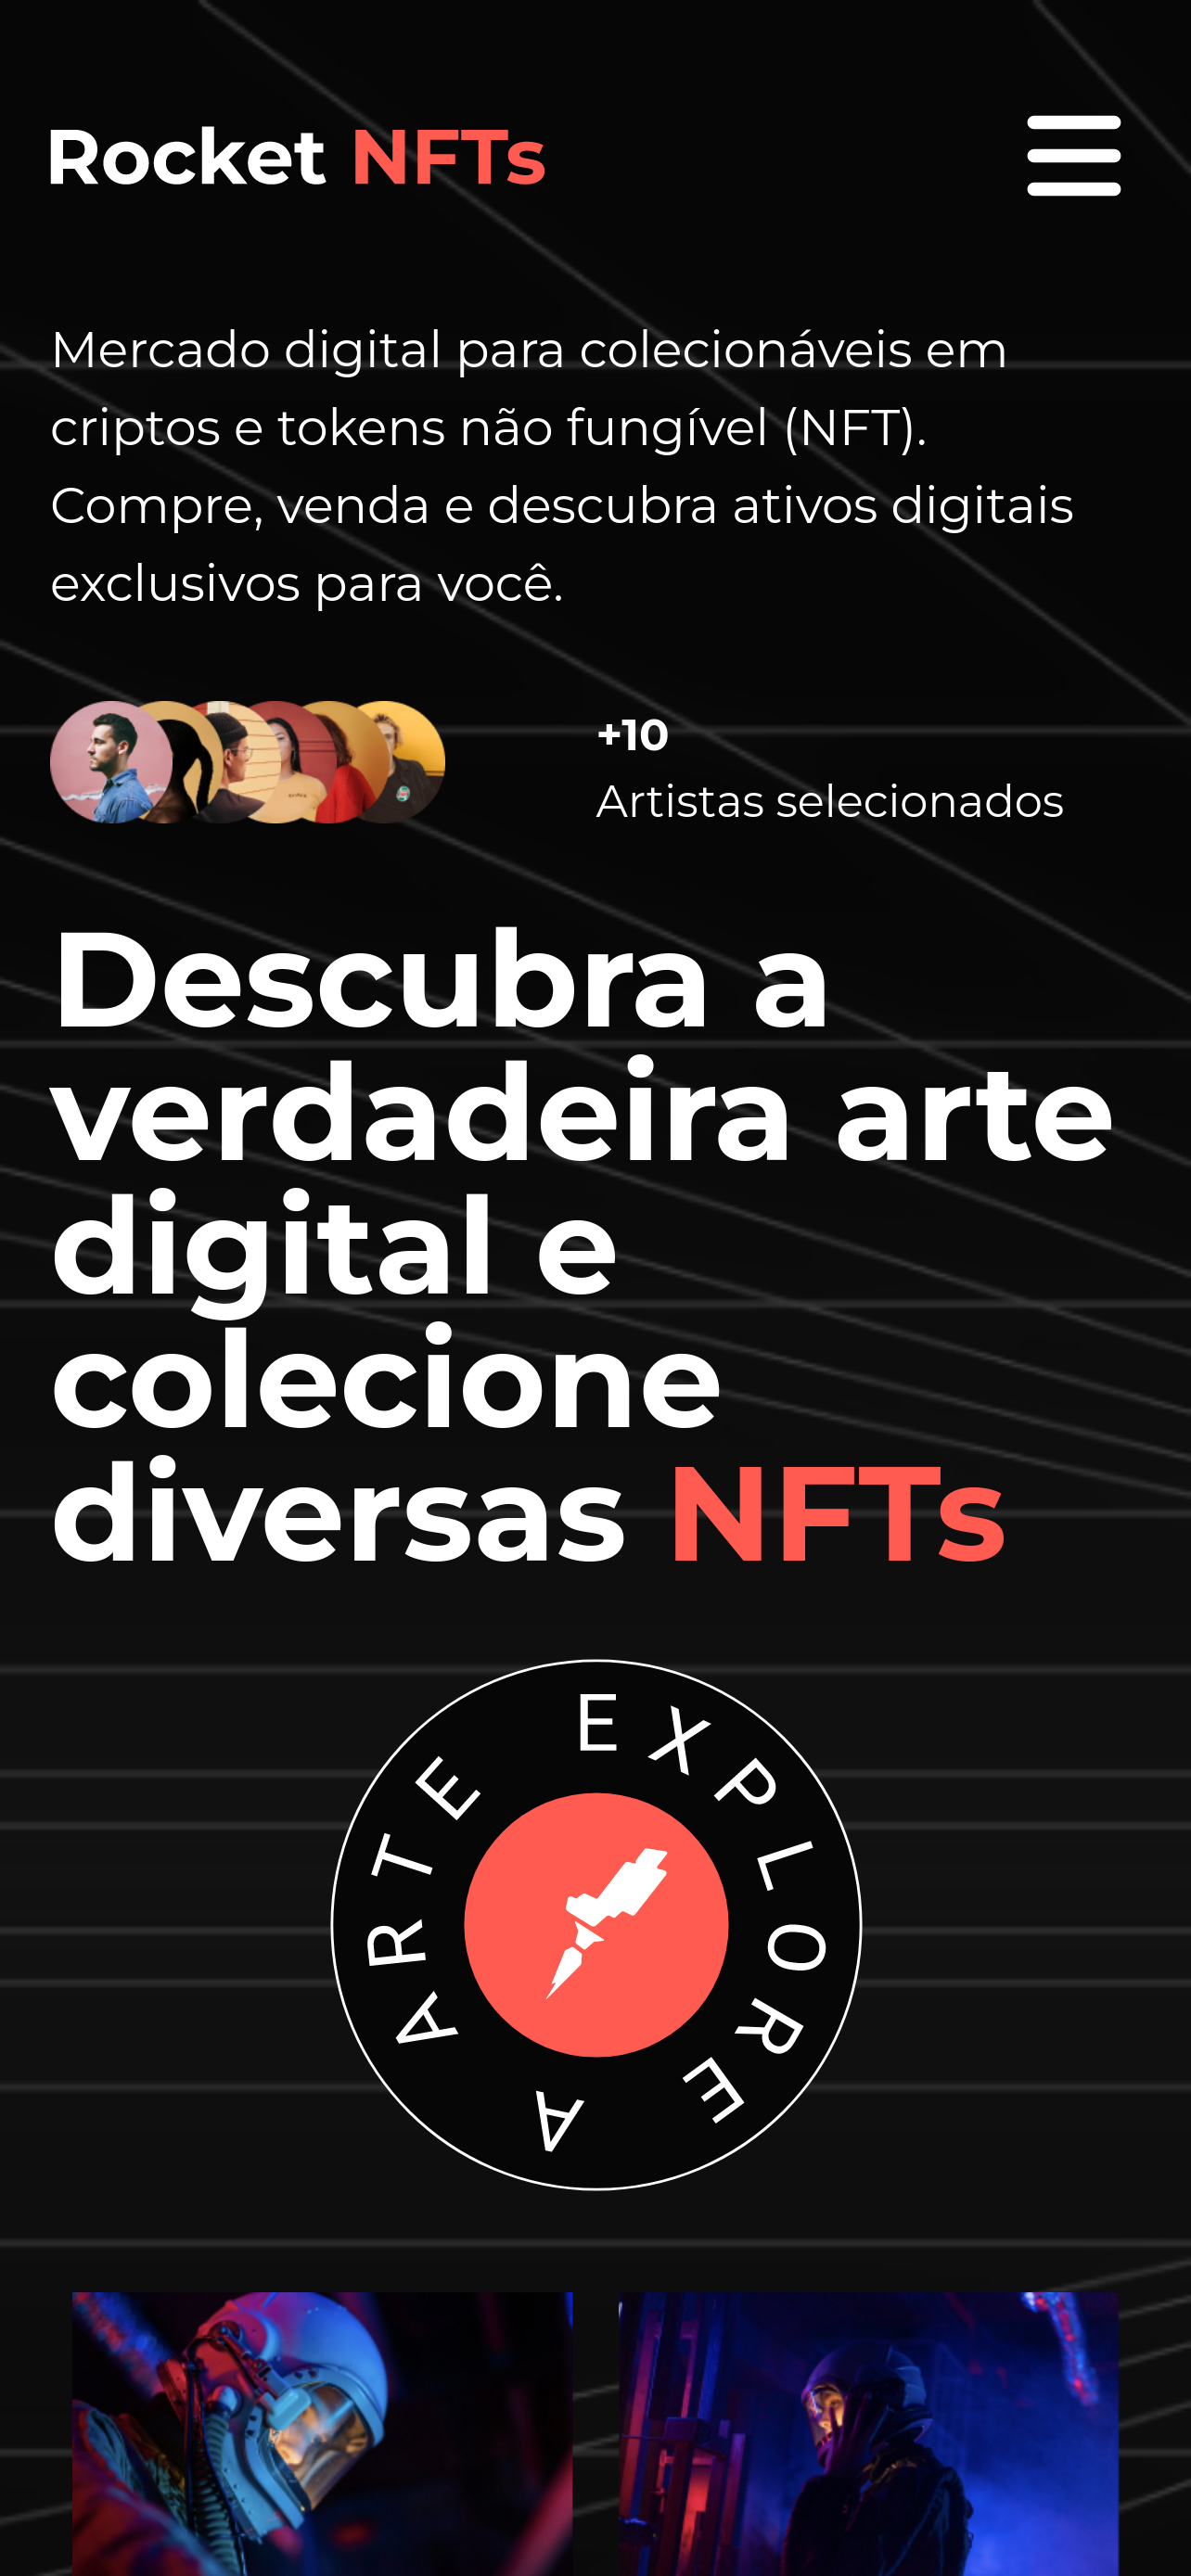 Rocket NFTs
Mercado digital para colecionáveis em
criptos e tokens não fungível (NFT).
Compre, venda e descubra ativos digitais
exclusivos para você.
+10
Artistas selecionados
Descubra a
verdadeira arte
digital e
colecione
diversas NFTs
EXPLORE A ARTE